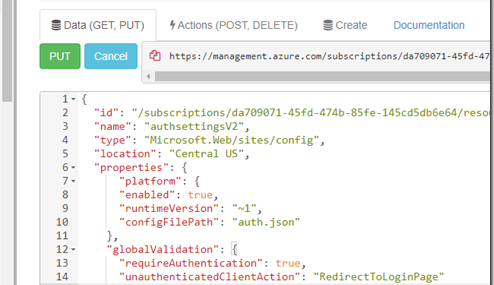 Data (GET, PUT) Actions (POST, DELETE) Create Documentation
PUT Cancel https://management.azure.com/subscriptions/da709071-45fd-47
1 {
2 "id": "/subscriptions/da709071-45fd-474b-85fe-145cd5db6e64/resou
3 "name": "authsettingsV2",
4 "type": "Microsoft.Web/sites/config",
5 "location": "Central US",
6 "properties": {
7 "platform": {
8 "enabled": true,
9 "runtimeVersion": "~1",
10 "configFilePath": "auth.json"
11 },
12 "globalValidation": {
13 "requireAuthentication": true,
14 "unauthenticatedClientAction": "RedirectToLoginPage"